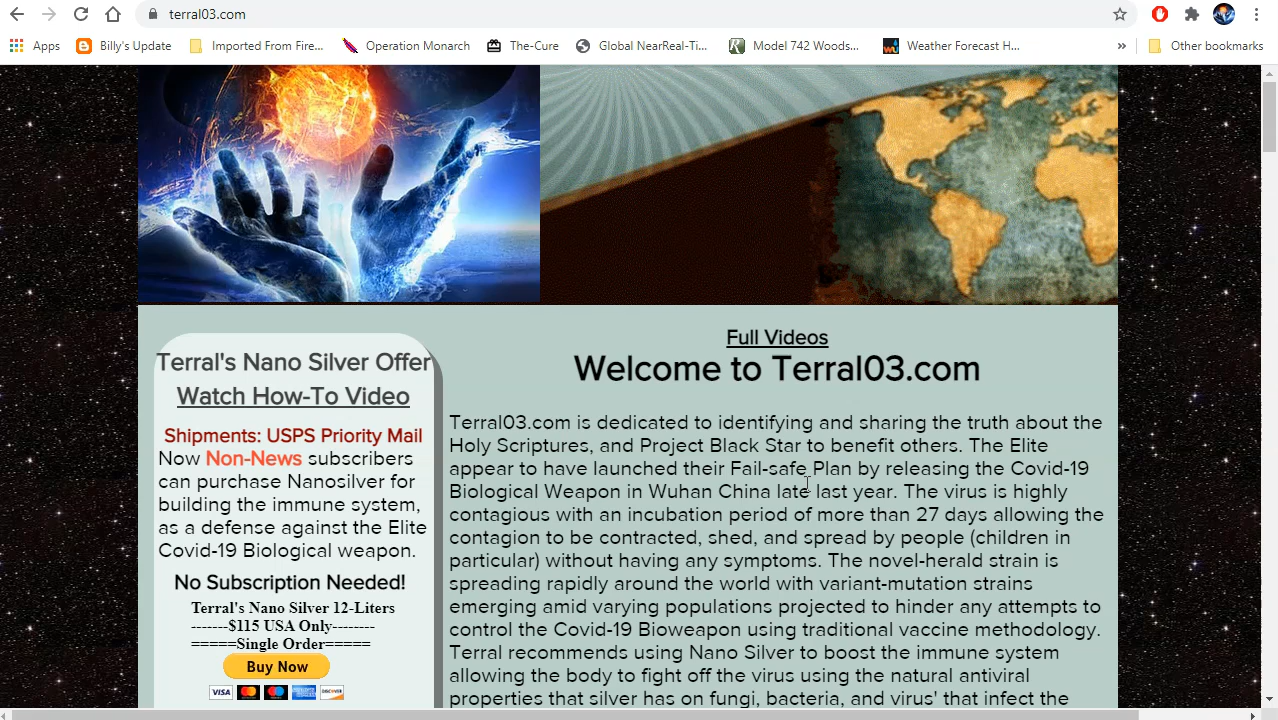 terral03.com
Apps
Billy's Update
Imported From Fire...
Operation Monarch
The-Cure
Global NearReal-Ti...
Model 742 Woods...
Weather Forecast H...
»
Other bookmarks
Terral's Nano Silver Offer
Watch How-To Video
Shipments: USPS Priority Mail
Now Non-News subscribers
can purchase Nanosilver for
building the immune system,
as a defense against the Elite
Covid-19 Biological weapon.
No Subscription Needed!
Terral's Nano Silver 12-Liters
-------$115 USA Only--------
=====Single Order=====
Buy Now
VISA
DISCOVER
Full Videos
Welcome to Terral03.com
Terral03.com is dedicated to identifying and sharing the truth about the
Holy Scriptures, and Project Black Star to benefit others. The Elite
appear to have launched their Fail-safe Plan by releasing the Covid-19
Biological Weapon in Wuhan China late last year. The virus is highly
contagious with an incubation period of more than 27 days allowing the
contagion to be contracted, shed, and spread by people (children in
particular) without having any symptoms. The novel-herald strain is
spreading rapidly around the world with variant-mutation strains
emerging amid varying populations projected to hinder any attempts to
control the Covid-19 Bioweapon using traditional vaccine methodology.
Terral recommends using Nano Silver to boost the immune system
allowing the body to fight off the virus using the natural antiviral
properties that silver has on fungi, bacteria, and virus' that infect the